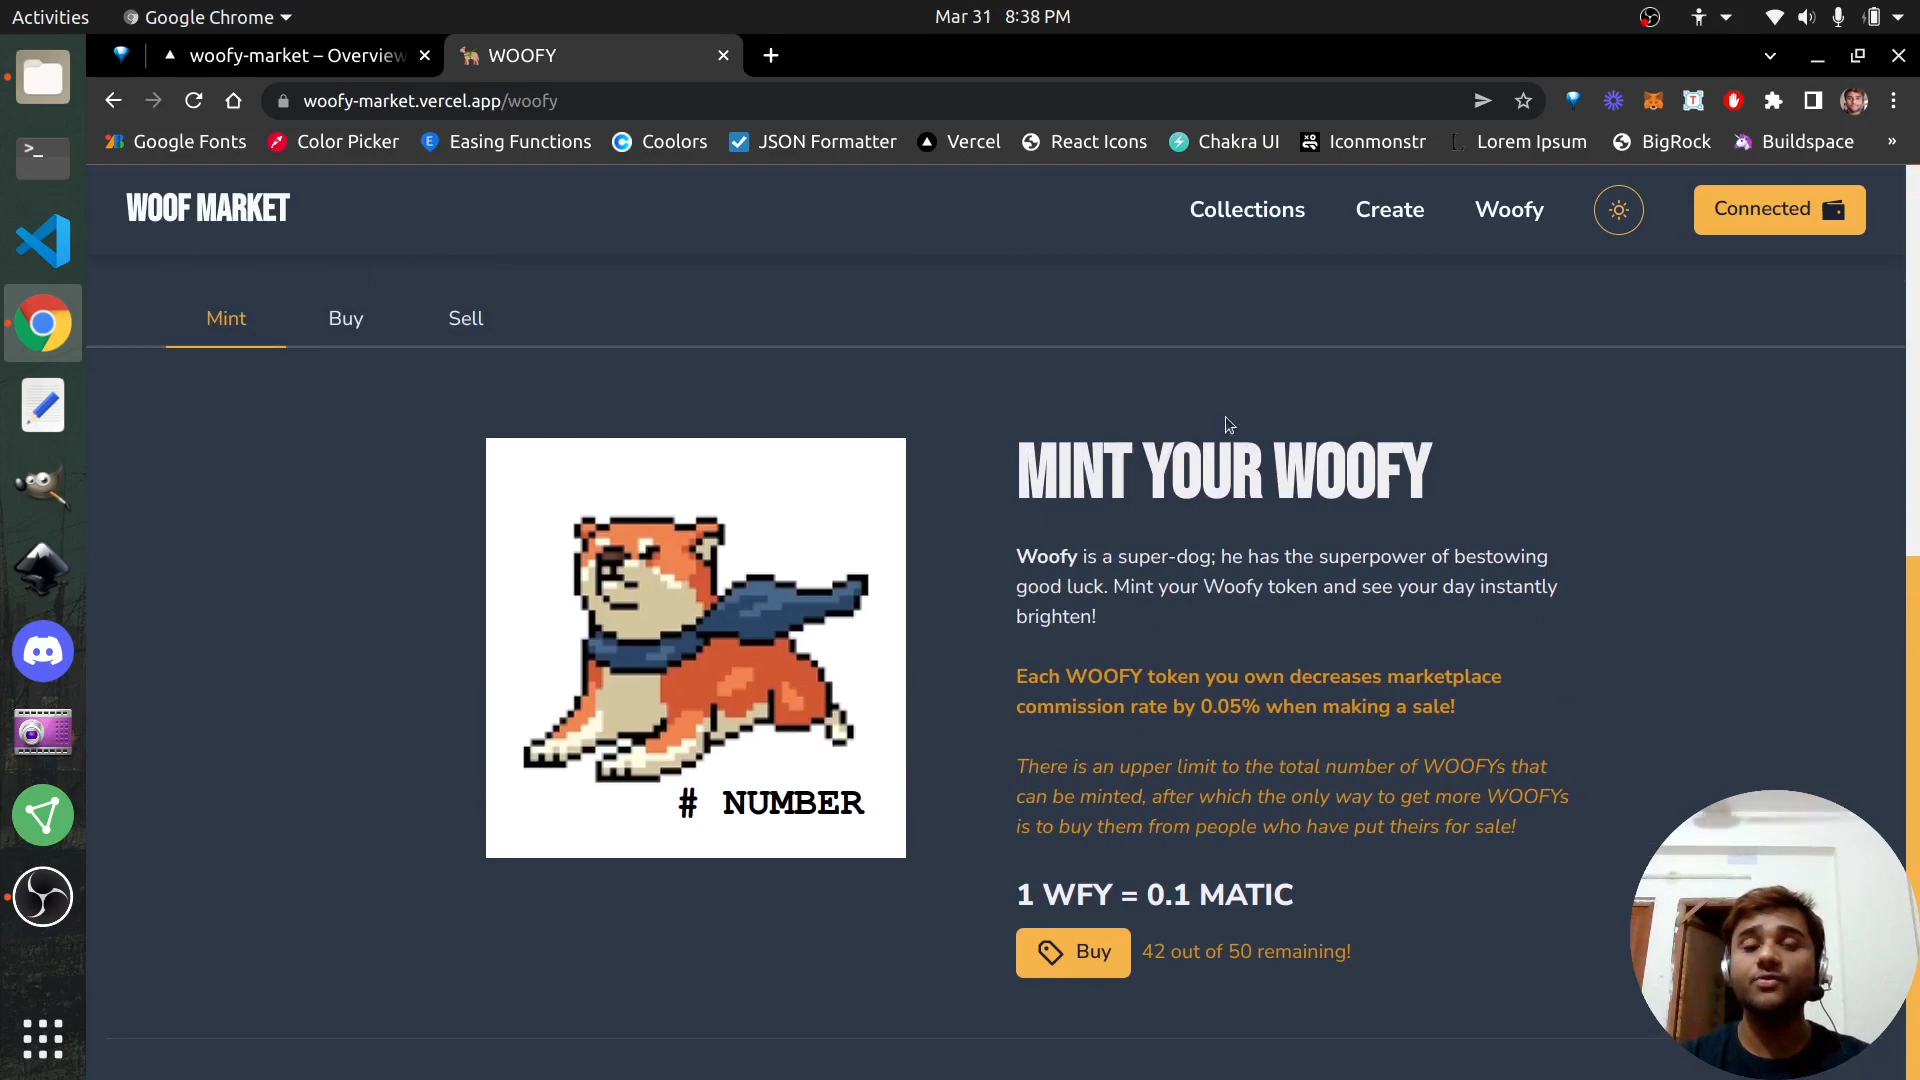 Activities
Google Chrome
Mar 31 8:38 PM
woofy-market – Overview
WOOFY
woofy-market.vercel.app/woofy
Google Fonts
Color Picker
Easing Functions
Coolors
JSON Formatter
Vercel
React Icons
Chakra UI
Iconmonstr
Lorem Ipsum
BigRock
Buildspace
»
WOOF MARKET
Collections
Create
Woofy
Connected
Mint
Buy
Sell
# NUMBER
MINT YOUR WOOFY
Woofy is a super-dog; he has the superpower of bestowing
good luck. Mint your Woofy token and see your day instantly
brighten!
Each WOOFY token you own decreases marketplace
commission rate by 0.05% when making a sale!
There is an upper limit to the total number of WOOFYs that
can be minted, after which the only way to get more WOOFYs
is to buy them from people who have put theirs for sale!
1 WFY = 0.1 MATIC
Buy
42 out of 50 remaining!